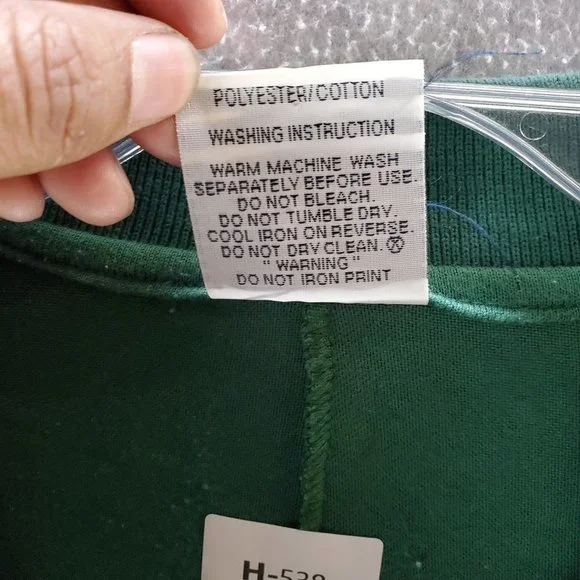 POLYESTER/COTTON
WASHING INSTRUCTION
WARM MACHINE WASH
SEPARATELY BEFORE USE.
DO NOT BLEACH.
DO NOT TUMBLE DRY.
COOL IRON ON REVERSE.
DO NOT DRY CLEAN.
" WARNING "
DO NOT IRON PRINT
H-539